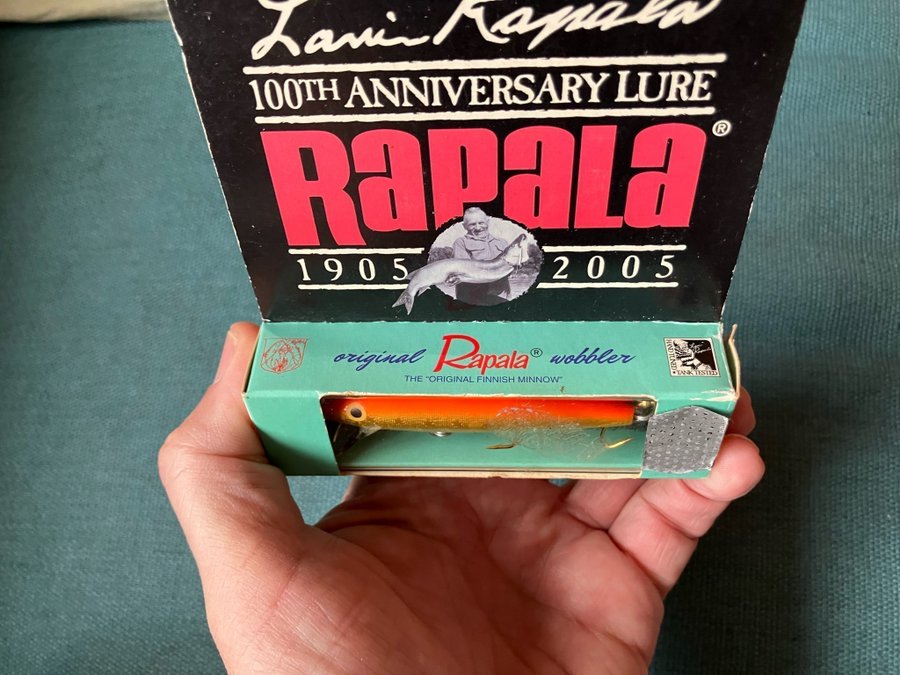 Lauri Rapala
100TH ANNIVERSARY LURE
Rapala®
1905 2005
original Rapala® wobbler
THE "ORIGINAL FINNISH MINNOW"
TANK TESTED